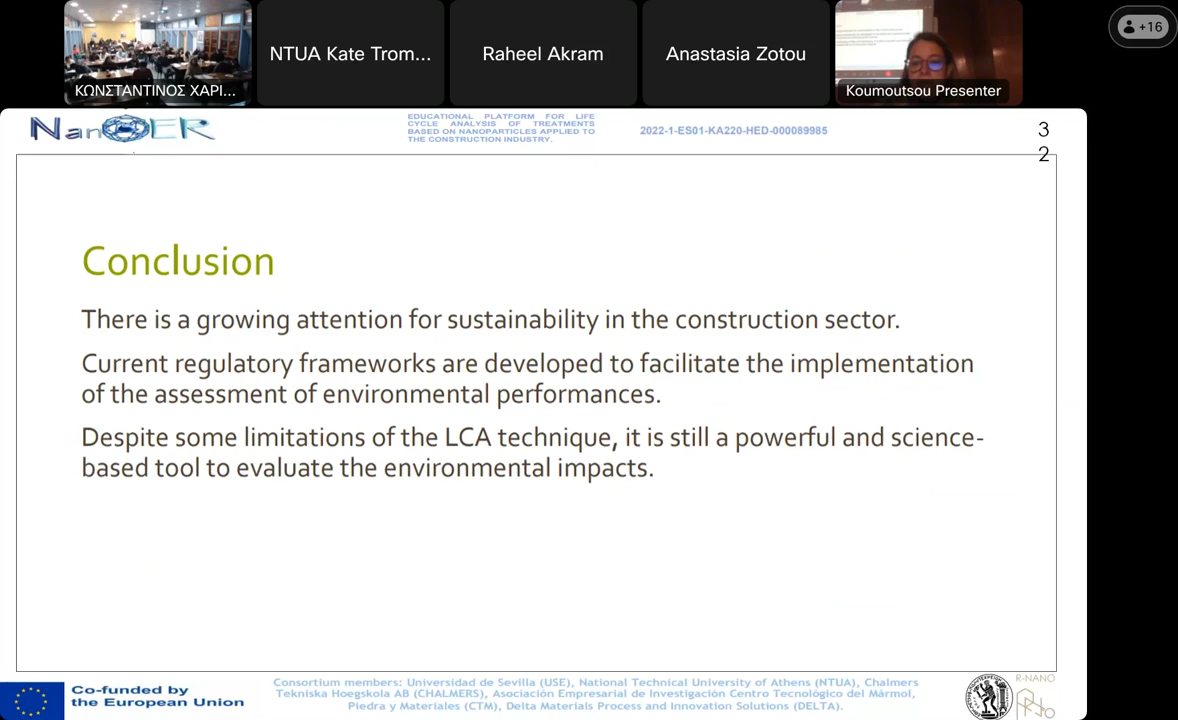 ΚΩΝΣΤΑΝΤΙΝΟΣ ΧΑΡΙ...
NTUA Kate Trom...
Raheel Akram
Anastasia Zotou
Koumoutsou Presenter
+16
NanOER
EDUCATIONAL PLATFORM FOR LIFE
CYCLE ANALYSIS OF TREATMENTS
BASED ON NANOPARTICLES APPLIED TO
THE CONSTRUCTION INDUSTRY.
2022-1-ES01-KA220-HED-000089985
3
2
Conclusion
There is a growing attention for sustainability in the construction sector.
Current regulatory frameworks are developed to facilitate the implementation
of the assessment of environmental performances.
Despite some limitations of the LCA technique, it is still a powerful and science-
based tool to evaluate the environmental impacts.
Co-funded by
the European Union
Consortium members: Universidad de Sevilla (USE), National Technical University of Athens (NTUA), Chalmers
Tekniska Hoegskola AB (CHALMERS), Asociación Empresarial de Investigación Centro Tecnológico del Mármol,
Piedra y Materiales (CTM), Delta Materials Process and Innovation Solutions (DELTA).
R-NANO